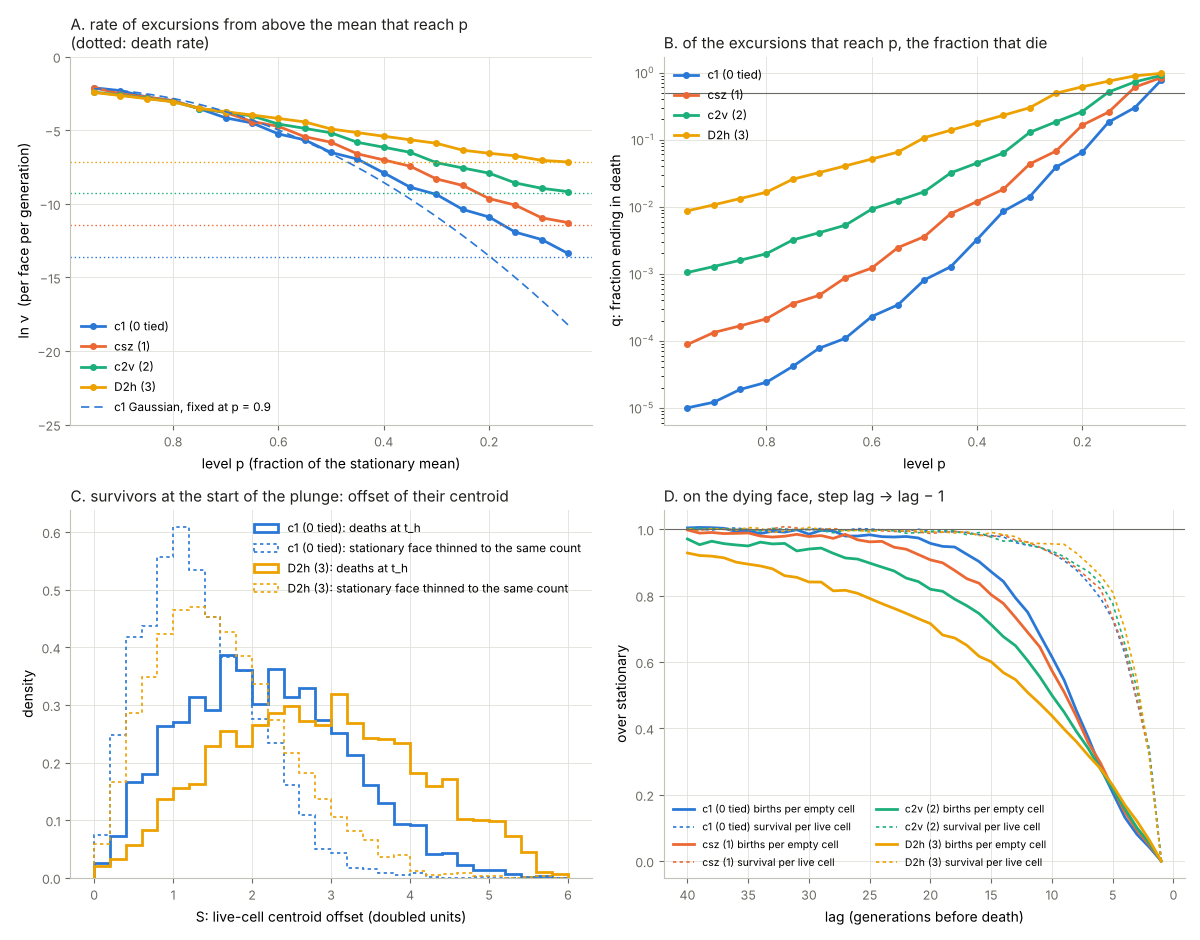 A. rate of excursions from above the mean that reach p
(dotted: death rate)
0
−5
−10
−15
−20
−25
ln ν (per face per generation)
c1 (0 tied)
csz (1)
c2v (2)
D2h (3)
c1 Gaussian, fixed at p = 0.9
0.8
0.6
0.4
0.2
level p (fraction of the stationary mean)
B. of the excursions that reach p, the fraction that die
10⁰
10⁻¹
10⁻²
10⁻³
10⁻⁴
10⁻⁵
q: fraction ending in death
c1 (0 tied)
csz (1)
c2v (2)
D2h (3)
0.8
0.6
0.4
0.2
level p
C. survivors at the start of the plunge: offset of their centroid
0.6
0.5
0.4
0.3
0.2
0.1
0.0
density
c1 (0 tied): deaths at t_h
c1 (0 tied): stationary face thinned to the same count
D2h (3): deaths at t_h
D2h (3): stationary face thinned to the same count
0
1
2
3
4
5
6
S: live-cell centroid offset (doubled units)
D. on the dying face, step lag → lag − 1
1.0
0.8
0.6
0.4
0.2
0.0
over stationary
c1 (0 tied) births per empty cell
c1 (0 tied) survival per live cell
csz (1) births per empty cell
csz (1) survival per live cell
c2v (2) births per empty cell
c2v (2) survival per live cell
D2h (3) births per empty cell
D2h (3) survival per live cell
40
35
30
25
20
15
10
5
0
lag (generations before death)